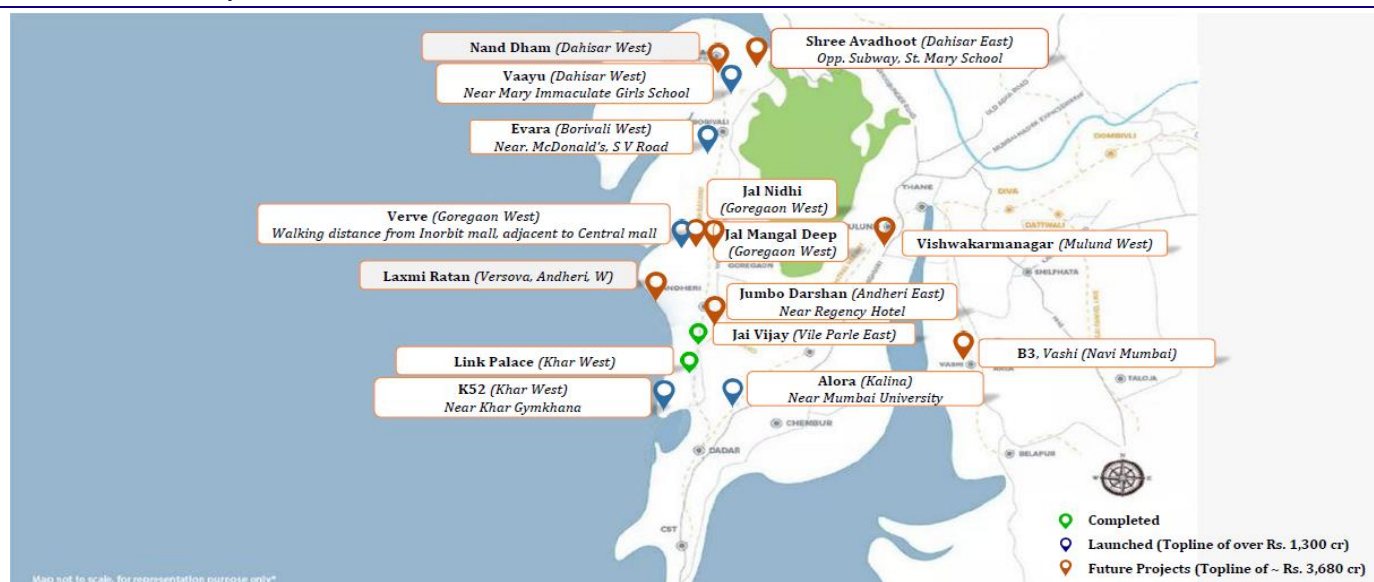 Nand Dham (Dahisar West)
Shree Avadhoot (Dahisar East)
Opp. Subway, St. Mary School
Vaayu (Dahisar West)
Near Mary Immaculate Girls School
Evara (Borivali West)
Near. McDonald's, S V Road
Jal Nidhi
(Goregaon West)
Verve (Goregaon West)
Walking distance from Inorbit mall, adjacent to Central mall
Jal Mangal Deep
(Goregaon West)
Vishwakarmanagar (Mulund West)
Laxmi Ratan (Versova, Andheri, W)
Jumbo Darshan (Andheri East)
Near Regency Hotel
Jai Vijay (Vile Parle East)
B3, Vashi (Navi Mumbai)
Link Palace (Khar West)
K52 (Khar West)
Near Khar Gymkhana
Alora (Kalina)
Near Mumbai University
OLD AGRA ROAD
MUMBAI-NASHIK EXPRESSWAY
DOMBIVLI
THANE
DIVA
GOREGAON
SHILPHATA
VASHI
TALOJA
CHEMBUR
DADAR
BELAPUR
CST
N
Completed
Launched (Topline of over Rs. 1,300 cr)
Future Projects (Topline of ~ Rs. 3,680 cr)
Map not to scale, for representation purpose only*